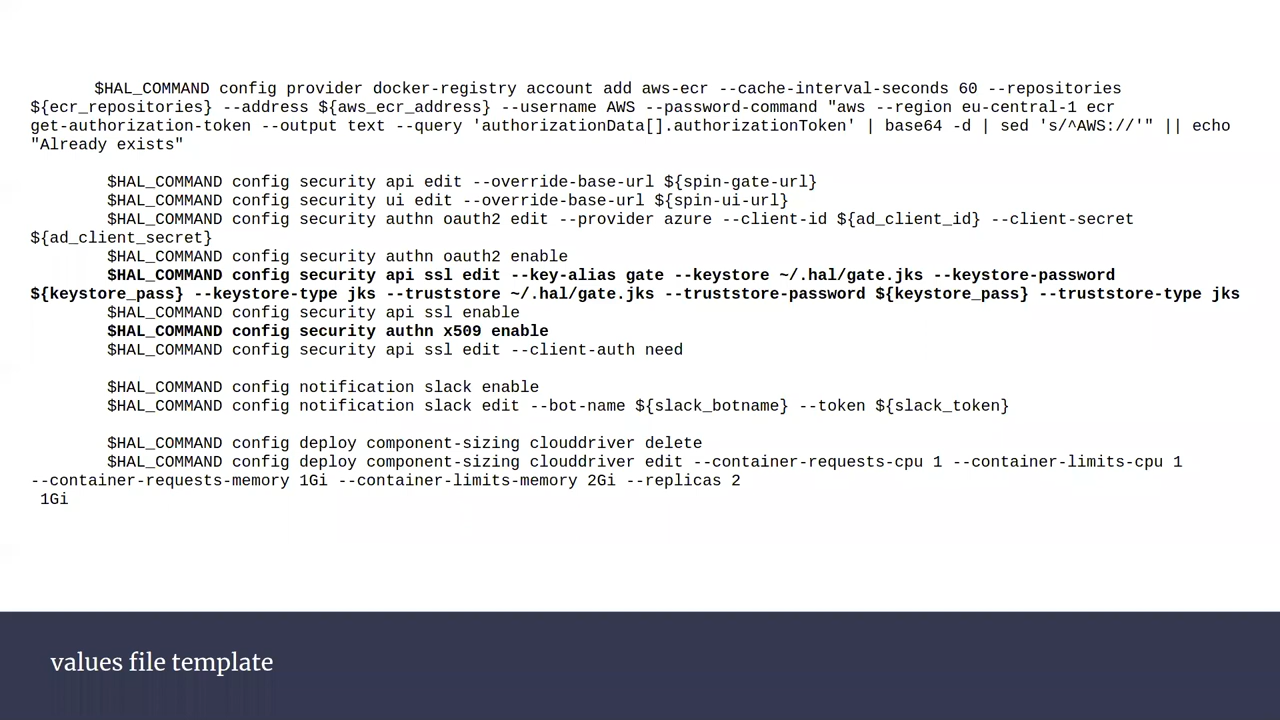 $HAL_COMMAND config provider docker-registry account add aws-ecr --cache-interval-seconds 60 --repositories
${ecr_repositories} --address ${aws_ecr_address} --username AWS --password-command "aws --region eu-central-1 ecr
get-authorization-token --output text --query 'authorizationData[].authorizationToken' | base64 -d | sed 's/^AWS://'" || echo
"Already exists"
$HAL_COMMAND config security api edit --override-base-url ${spin-gate-url}
$HAL_COMMAND config security ui edit --override-base-url ${spin-ui-url}
$HAL_COMMAND config security authn oauth2 edit --provider azure --client-id ${ad_client_id} --client-secret
${ad_client_secret}
$HAL_COMMAND config security authn oauth2 enable
$HAL_COMMAND config security api ssl edit --key-alias gate --keystore ~/.hal/gate.jks --keystore-password
${keystore_pass} --keystore-type jks --truststore ~/.hal/gate.jks --truststore-password ${keystore_pass} --truststore-type jks
$HAL_COMMAND config security api ssl enable
$HAL_COMMAND config security authn x509 enable
$HAL_COMMAND config security api ssl edit --client-auth need
$HAL_COMMAND config notification slack enable
$HAL_COMMAND config notification slack edit --bot-name ${slack_botname} --token ${slack_token}
$HAL_COMMAND config deploy component-sizing clouddriver delete
$HAL_COMMAND config deploy component-sizing clouddriver edit --container-requests-cpu 1 --container-limits-cpu 1
--container-requests-memory 1Gi --container-limits-memory 2Gi --replicas 2
1Gi
values file template